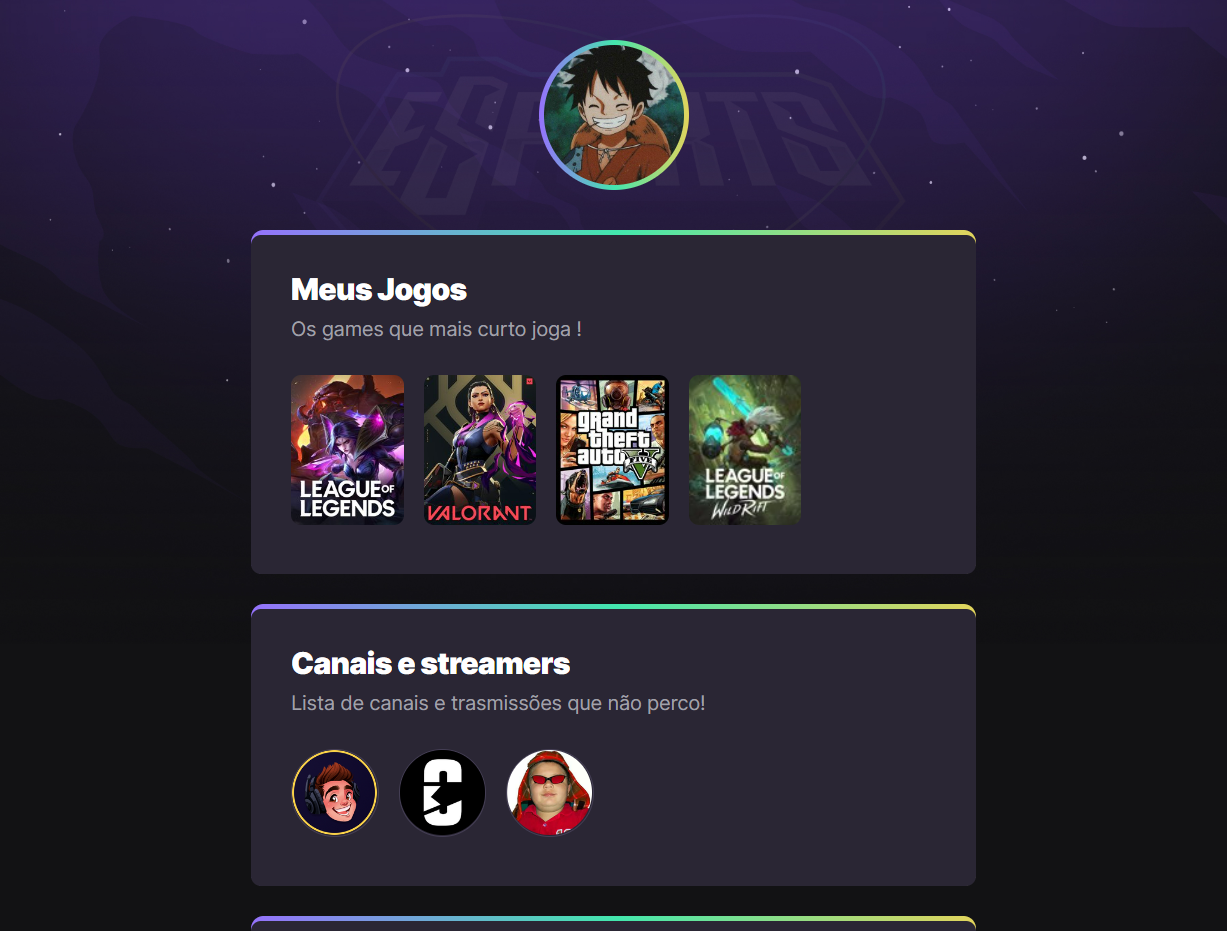 ESPORTS
Meus Jogos
Os games que mais curto joga !
LEAGUE OF
LEGENDS
VALORANT
grand
theft
auto
FIVE
LEAGUE OF
LEGENDS
WILD RIFT
Canais e streamers
Lista de canais e trasmissões que não perco!